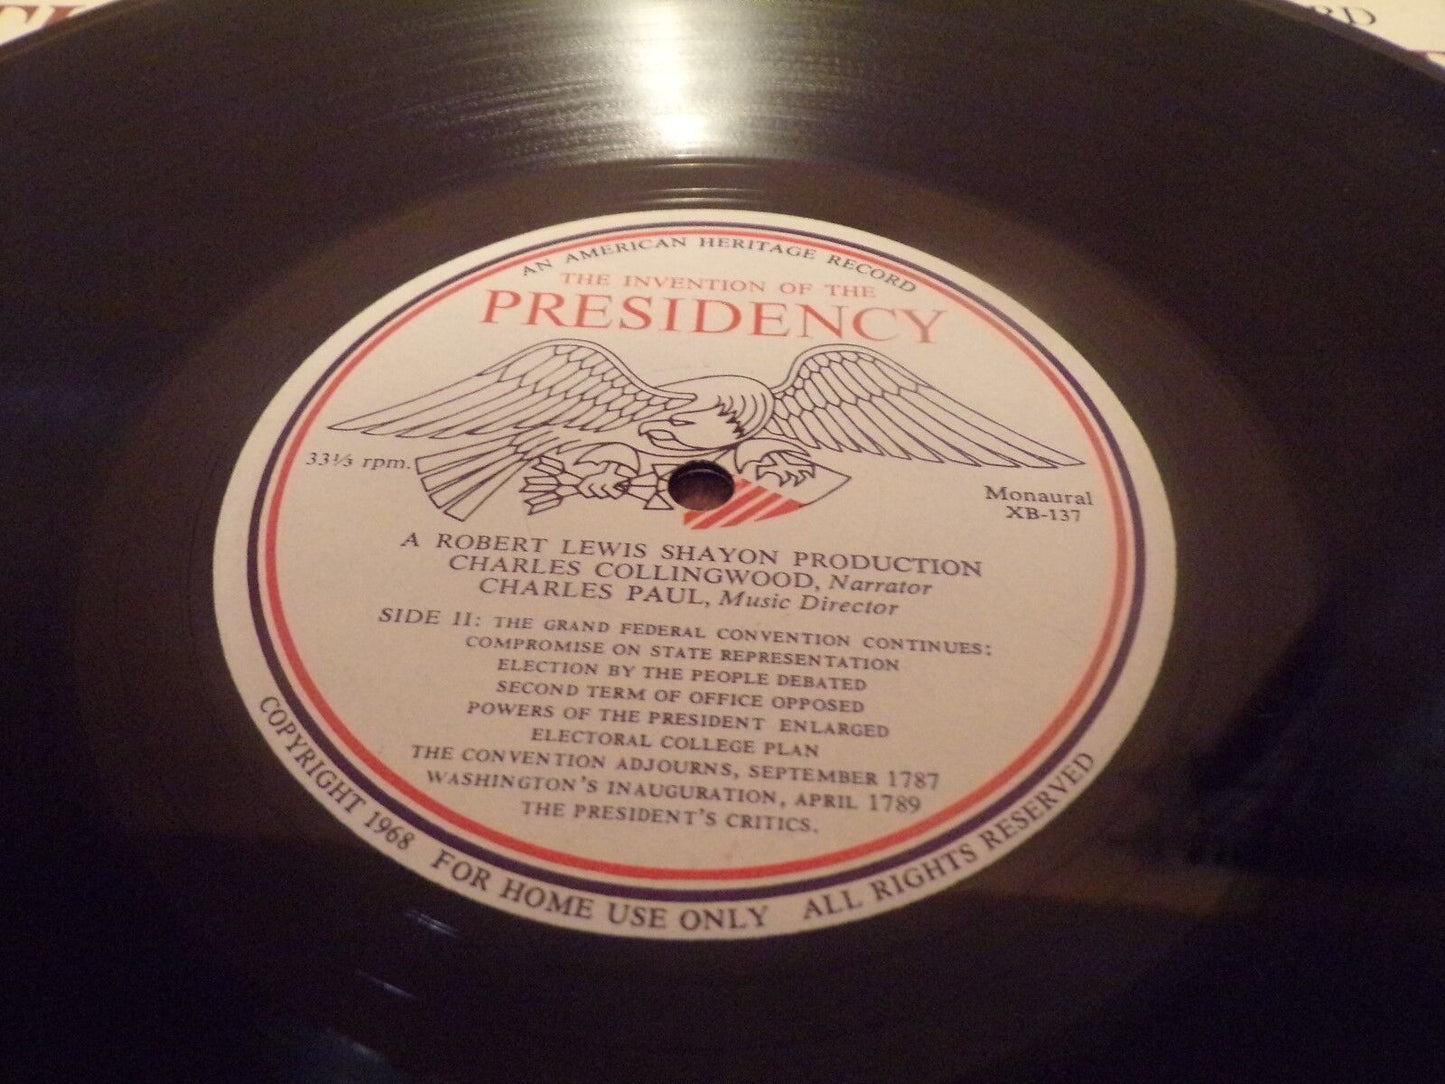 RD
AN AMERICAN HERITAGE RECORD
THE INVENTION OF THE
PRESIDENCY
33⅓ rpm.
Monaural
XB-137
A ROBERT LEWIS SHAYON PRODUCTION
CHARLES COLLINGWOOD, Narrator
CHARLES PAUL, Music Director
SIDE II: THE GRAND FEDERAL CONVENTION CONTINUES:
COMPROMISE ON STATE REPRESENTATION
ELECTION BY THE PEOPLE DEBATED
SECOND TERM OF OFFICE OPPOSED
POWERS OF THE PRESIDENT ENLARGED
ELECTORAL COLLEGE PLAN
THE CONVENTION ADJOURNS, SEPTEMBER 1787
WASHINGTON'S INAUGURATION, APRIL 1789
THE PRESIDENT'S CRITICS.
COPYRIGHT 1968 FOR HOME USE ONLY ALL RIGHTS RESERVED